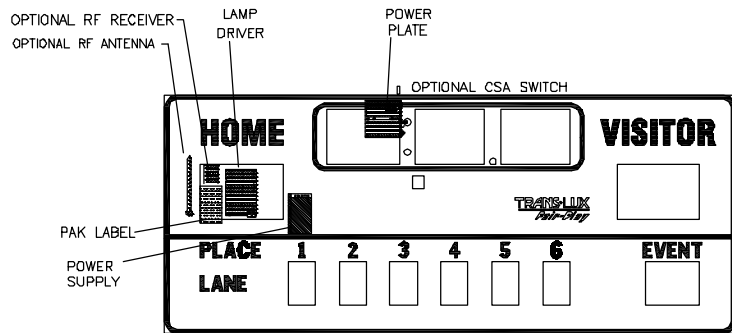 OPTIONAL RF RECEIVER
LAMP
DRIVER
POWER
PLATE
OPTIONAL RF ANTENNA
OPTIONAL CSA SWITCH
HOME
VISITOR
TRANS-LUX
Fair-Play
PAK LABEL
PLACE 1 2 3 4 5 6 EVENT
POWER
SUPPLY
LANE